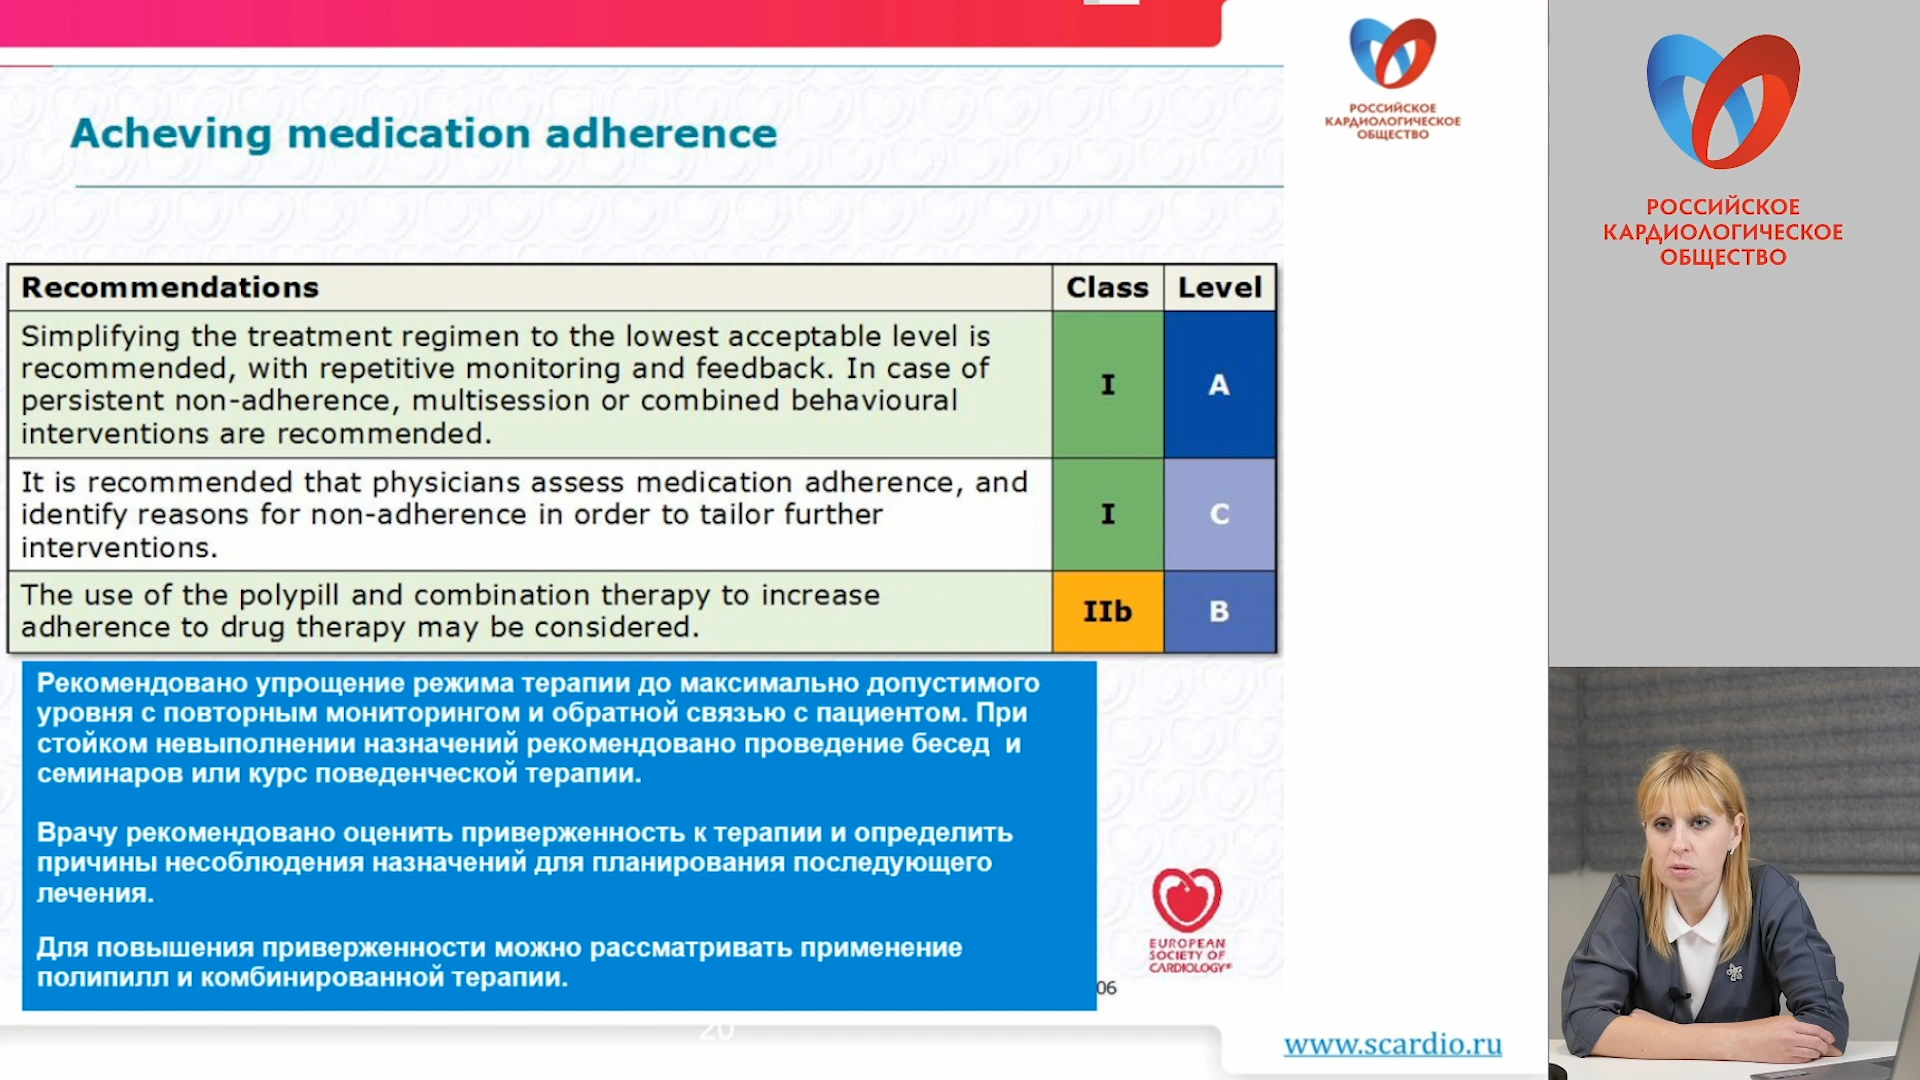 Acheving medication adherence
РОССИЙСКОЕ
КАРДИОЛОГИЧЕСКОЕ
ОБЩЕСТВО
РОССИЙСКОЕ
КАРДИОЛОГИЧЕСКОЕ
ОБЩЕСТВО
Recommendations Class Level
Simplifying the treatment regimen to the lowest acceptable level is
recommended, with repetitive monitoring and feedback. In case of
persistent non-adherence, multisession or combined behavioural
interventions are recommended.
I A
It is recommended that physicians assess medication adherence, and
identify reasons for non-adherence in order to tailor further
interventions.
I C
The use of the polypill and combination therapy to increase
adherence to drug therapy may be considered.
IIb B
Рекомендовано упрощение режима терапии до максимально допустимого
уровня с повторным мониторингом и обратной связью с пациентом. При
стойком невыполнении назначений рекомендовано проведение бесед и
семинаров или курс поведенческой терапии.
Врачу рекомендовано оценить приверженность к терапии и определить
причины несоблюдения назначений для планирования последующего
лечения.
Для повышения приверженности можно рассматривать применение
полипилл и комбинированной терапии.
EUROPEAN
SOCIETY OF
CARDIOLOGY®
06
20
www.scardio.ru